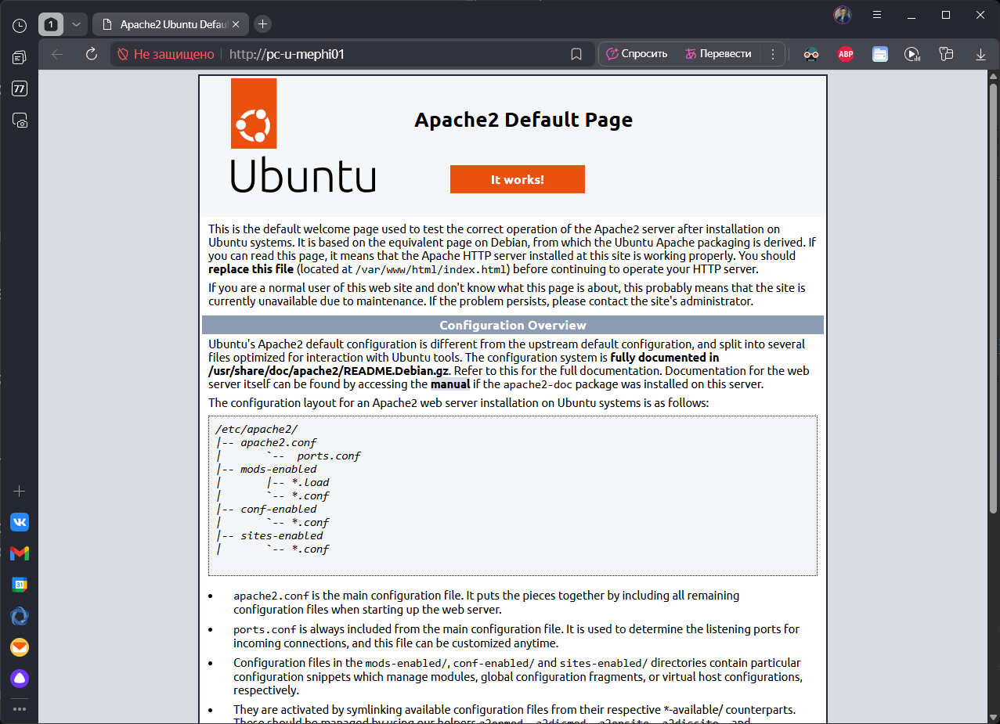 1
Apache2 Ubuntu Defau
Не защищено
http://pc-u-mephi01
Спросить
Перевести
ABP
77
31
Ubuntu
Apache2 Default Page
It works!
This is the default welcome page used to test the correct operation of the Apache2 server after installation on
Ubuntu systems. It is based on the equivalent page on Debian, from which the Ubuntu Apache packaging is derived. If
you can read this page, it means that the Apache HTTP server installed at this site is working properly. You should
replace this file (located at /var/www/html/index.html) before continuing to operate your HTTP server.
If you are a normal user of this web site and don't know what this page is about, this probably means that the site is
currently unavailable due to maintenance. If the problem persists, please contact the site's administrator.
Configuration Overview
Ubuntu's Apache2 default configuration is different from the upstream default configuration, and split into several
files optimized for interaction with Ubuntu tools. The configuration system is fully documented in
/usr/share/doc/apache2/README.Debian.gz. Refer to this for the full documentation. Documentation for the web
server itself can be found by accessing the manual if the apache2-doc package was installed on this server.
The configuration layout for an Apache2 web server installation on Ubuntu systems is as follows:
/etc/apache2/
|-- apache2.conf
|       `--  ports.conf
|-- mods-enabled
|       |-- *.load
|       `-- *.conf
|-- conf-enabled
|       `-- *.conf
|-- sites-enabled
|       `-- *.conf
• apache2.conf is the main configuration file. It puts the pieces together by including all remaining
configuration files when starting up the web server.
• ports.conf is always included from the main configuration file. It is used to determine the listening ports for
incoming connections, and this file can be customized anytime.
• Configuration files in the mods-enabled/, conf-enabled/ and sites-enabled/ directories contain particular
configuration snippets which manage modules, global configuration fragments, or virtual host configurations,
respectively.
• They are activated by symlinking available configuration files from their respective *-available/ counterparts.
These should be managed by using our helpers a2enmod, a2dismod, a2ensite, a2dissite, and